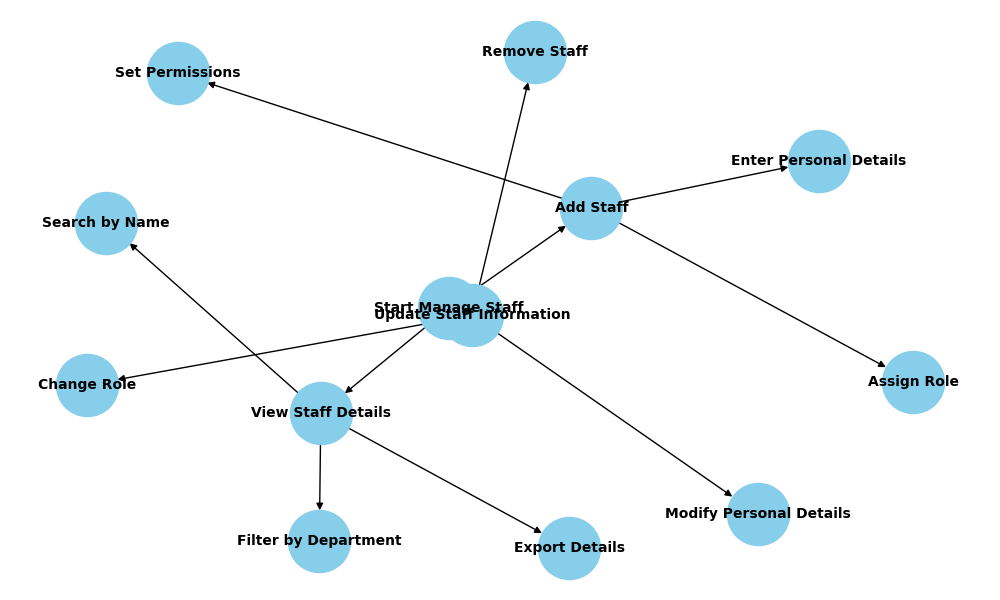 Remove Staff
Set Permissions
Enter Personal Details
Add Staff
Search by Name
Start Manage Staff
Update Staff Information
Change Role
Assign Role
View Staff Details
Modify Personal Details
Filter by Department
Export Details